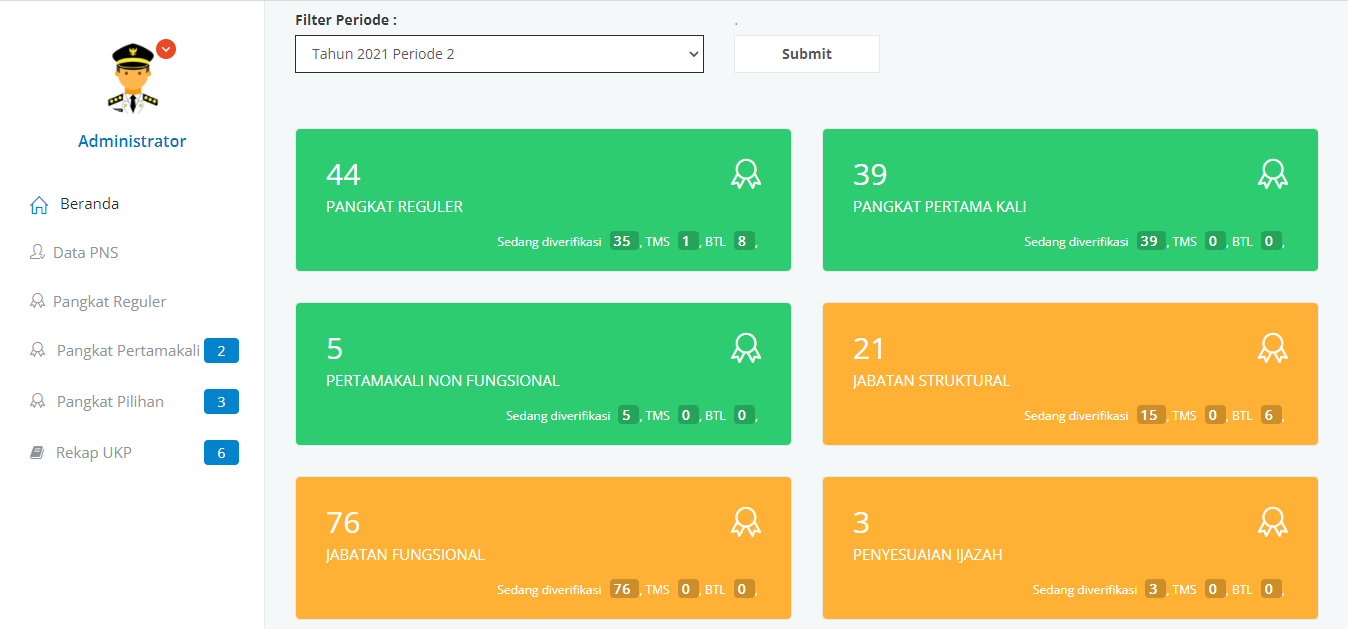 Administrator
Beranda
Data PNS
Pangkat Reguler
Pangkat Pertamakali 2
Pangkat Pilihan 3
Rekap UKP 6
Filter Periode :
.
Tahun 2021 Periode 2
Submit
44
PANGKAT REGULER
Sedang diverifikasi 35 , TMS 1 , BTL 8 ,
39
PANGKAT PERTAMA KALI
Sedang diverifikasi 39 , TMS 0 , BTL 0 ,
5
PERTAMAKALI NON FUNGSIONAL
Sedang diverifikasi 5 , TMS 0 , BTL 0 ,
21
JABATAN STRUKTURAL
Sedang diverifikasi 15 , TMS 0 , BTL 6 ,
76
JABATAN FUNGSIONAL
Sedang diverifikasi 76 , TMS 0 , BTL 0 ,
3
PENYESUAIAN IJAZAH
Sedang diverifikasi 3 , TMS 0 , BTL 0 ,